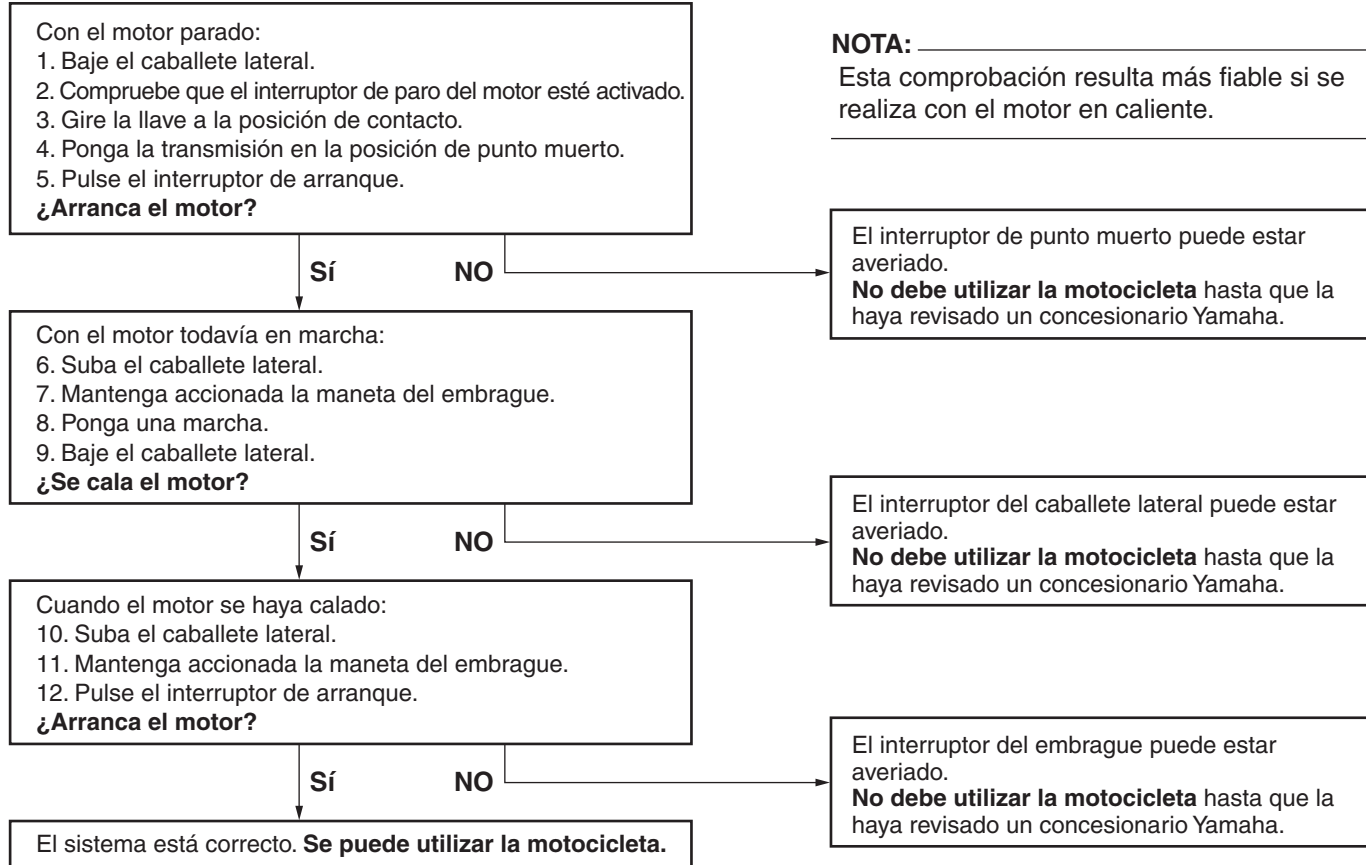 Con el motor parado:
1. Baje el caballete lateral.
2. Compruebe que el interruptor de paro del motor esté activado.
3. Gire la llave a la posición de contacto.
4. Ponga la transmisión en la posición de punto muerto.
5. Pulse el interruptor de arranque.
¿Arranca el motor?
NOTA:
Esta comprobación resulta más fiable si se
realiza con el motor en caliente.
Sí
NO
El interruptor de punto muerto puede estar
averiado.
No debe utilizar la motocicleta hasta que la
haya revisado un concesionario Yamaha.
Con el motor todavía en marcha:
6. Suba el caballete lateral.
7. Mantenga accionada la maneta del embrague.
8. Ponga una marcha.
9. Baje el caballete lateral.
¿Se cala el motor?
Sí
NO
El interruptor del caballete lateral puede estar
averiado.
No debe utilizar la motocicleta hasta que la
haya revisado un concesionario Yamaha.
Cuando el motor se haya calado:
10. Suba el caballete lateral.
11. Mantenga accionada la maneta del embrague.
12. Pulse el interruptor de arranque.
¿Arranca el motor?
Sí
NO
El interruptor del embrague puede estar
averiado.
No debe utilizar la motocicleta hasta que la
haya revisado un concesionario Yamaha.
El sistema está correcto. Se puede utilizar la motocicleta.